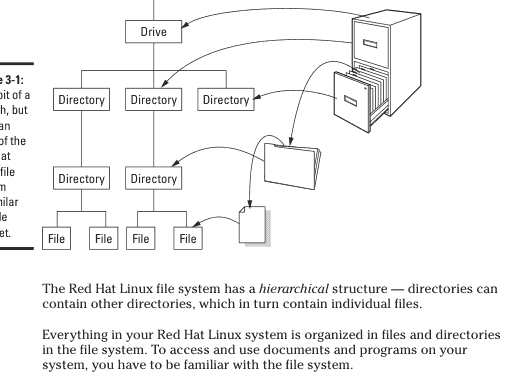 Drive
Directory Directory Directory
Directory Directory
File File File File
e 3-1:
bit of a
h, but
an
of the
at
file
m
milar
le
et.
The Red Hat Linux file system has a hierarchical structure — directories can
contain other directories, which in turn contain individual files.
Everything in your Red Hat Linux system is organized in files and directories
in the file system. To access and use documents and programs on your
system, you have to be familiar with the file system.